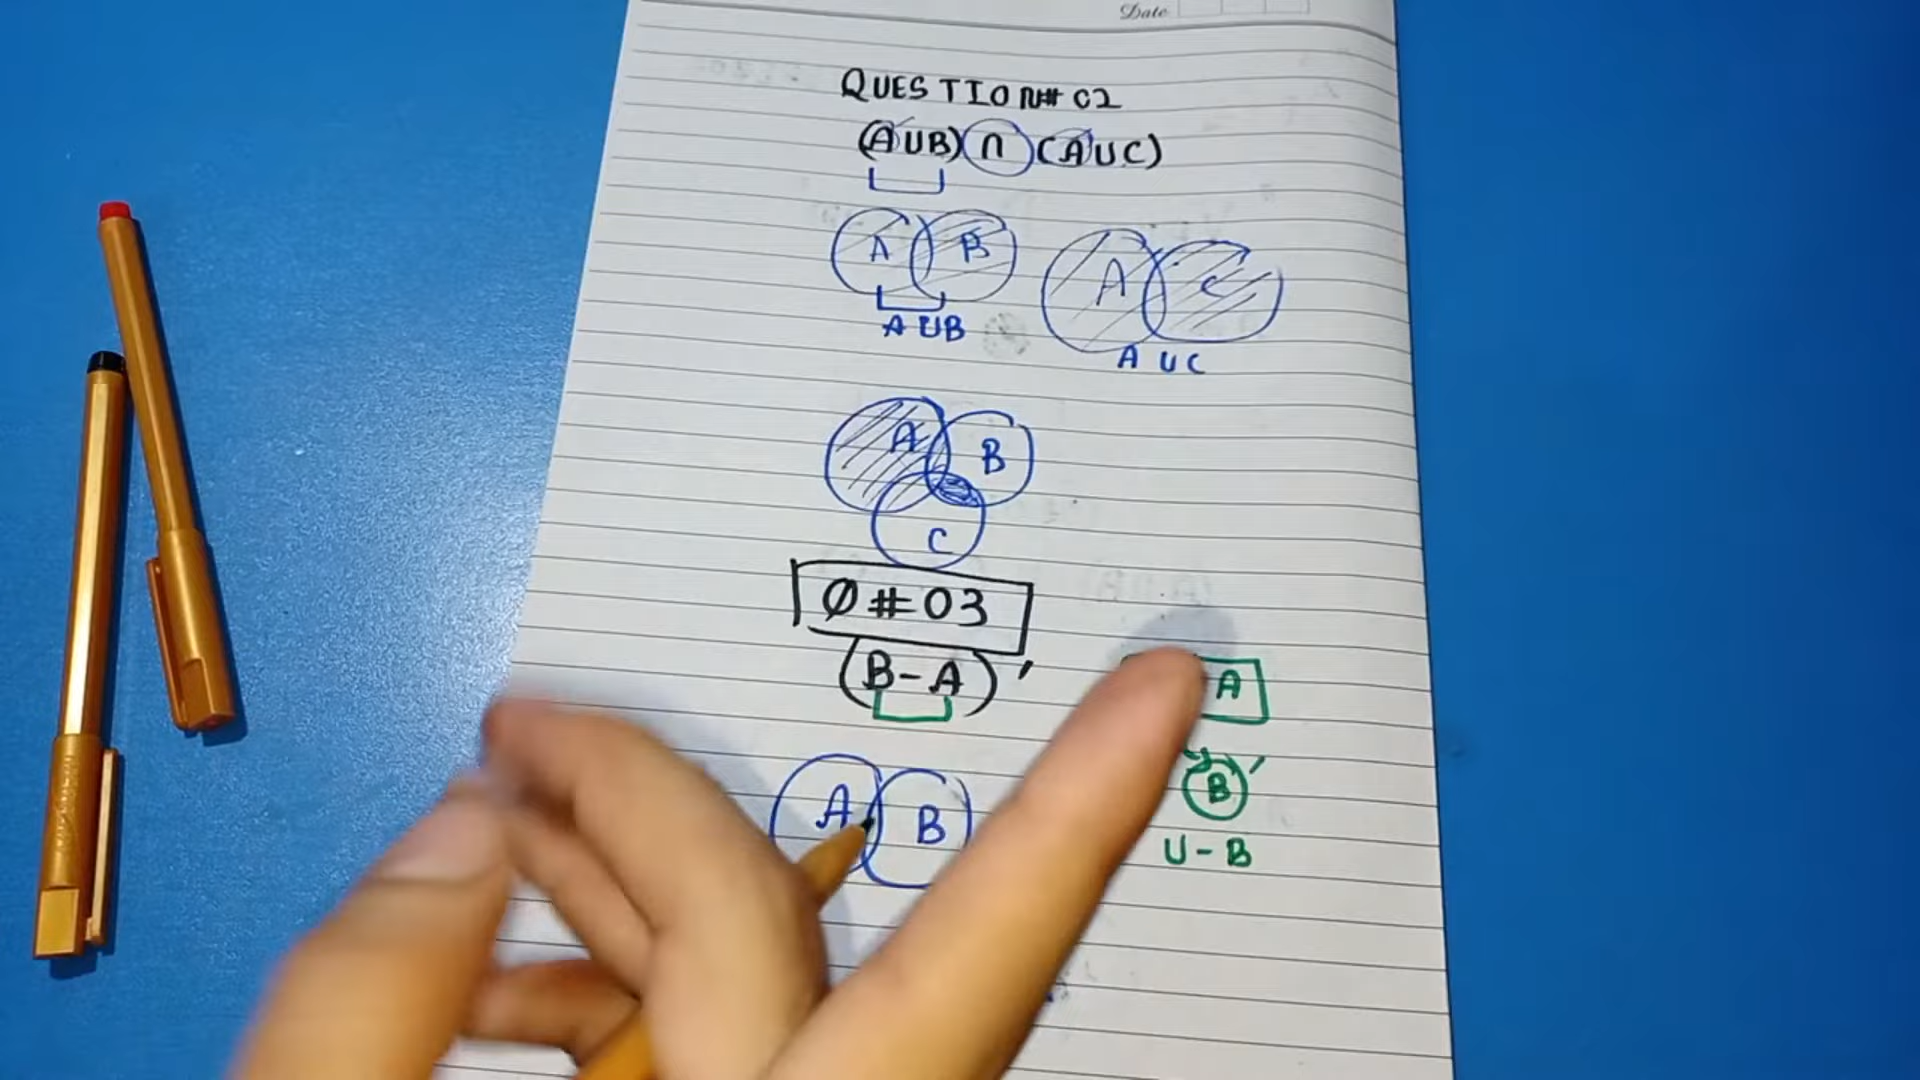 Date
QUESTION# 02
(AUB) ∩ (AUC)
A B
A C
AUB
AUC
A B
C
Q#03
(B-A)'
A
A B
B'
U-B